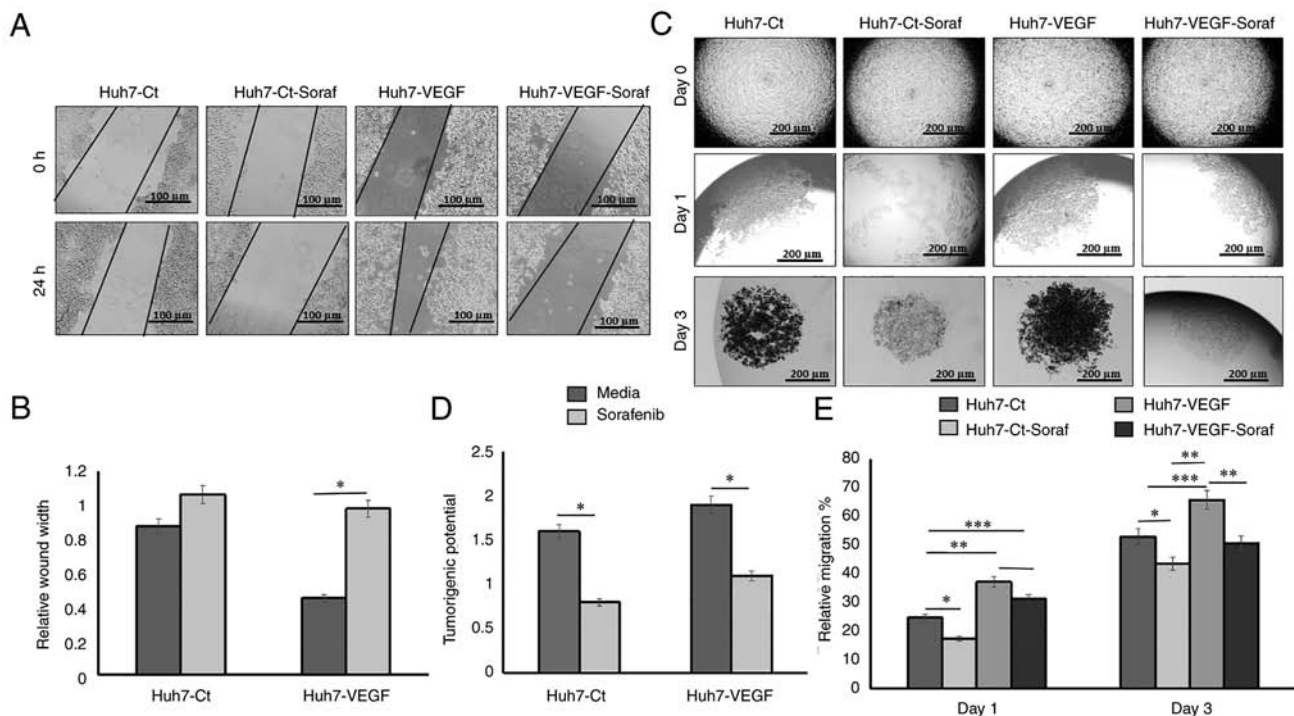 A
Huh7-Ct Huh7-Ct-Soraf Huh7-VEGF Huh7-VEGF-Soraf
0 h
100 µm 100 µm 100 µm 100 µm
24 h
100 µm 100 µm 100 µm 100 µm
C
Huh7-Ct Huh7-Ct-Soraf Huh7-VEGF Huh7-VEGF-Soraf
Day 0
200 µm 200 µm 200 µm 200 µm
Day 1
200 µm 200 µm 200 µm 200 µm
Day 3
200 µm 200 µm 200 µm 200 µm
B
Relative wound width
1.2
1
0.8
0.6
0.4
0.2
0
*
Huh7-Ct Huh7-VEGF
Media
Sorafenib
D
Tumorigenic potential
2.5
2
1.5
1
0.5
0
* *
Huh7-Ct Huh7-VEGF
E
Huh7-Ct Huh7-VEGF
Huh7-Ct-Soraf Huh7-VEGF-Soraf
Relative migration %
80
70
60
50
40
30
20
10
0
**
*** **
*
***
**
*
Day 1 Day 3